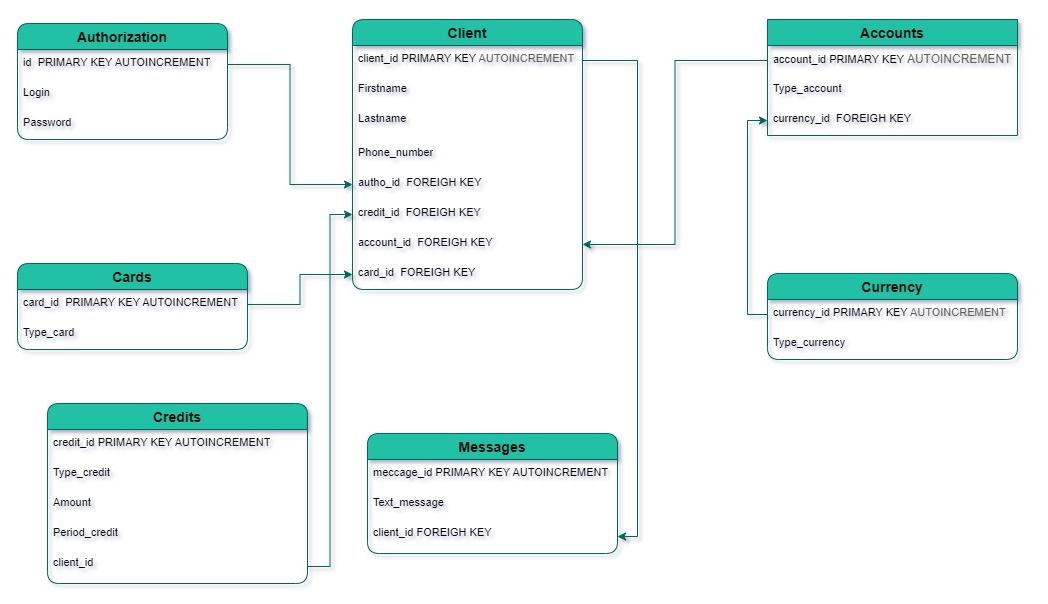 Authorization
id PRIMARY KEY AUTOINCREMENT
Login
Password
Client
client_id PRIMARY KEY AUTOINCREMENT
Firstname
Lastname
Phone_number
autho_id FOREIGH KEY
credit_id FOREIGH KEY
account_id FOREIGH KEY
card_id FOREIGH KEY
Accounts
account_id PRIMARY KEY AUTOINCREMENT
Type_account
currency_id FOREIGH KEY
Cards
card_id PRIMARY KEY AUTOINCREMENT
Type_card
Currency
currency_id PRIMARY KEY AUTOINCREMENT
Type_currency
Credits
credit_id PRIMARY KEY AUTOINCREMENT
Type_credit
Amount
Period_credit
client_id
Messages
meccage_id PRIMARY KEY AUTOINCREMENT
Text_message
client_id FOREIGH KEY